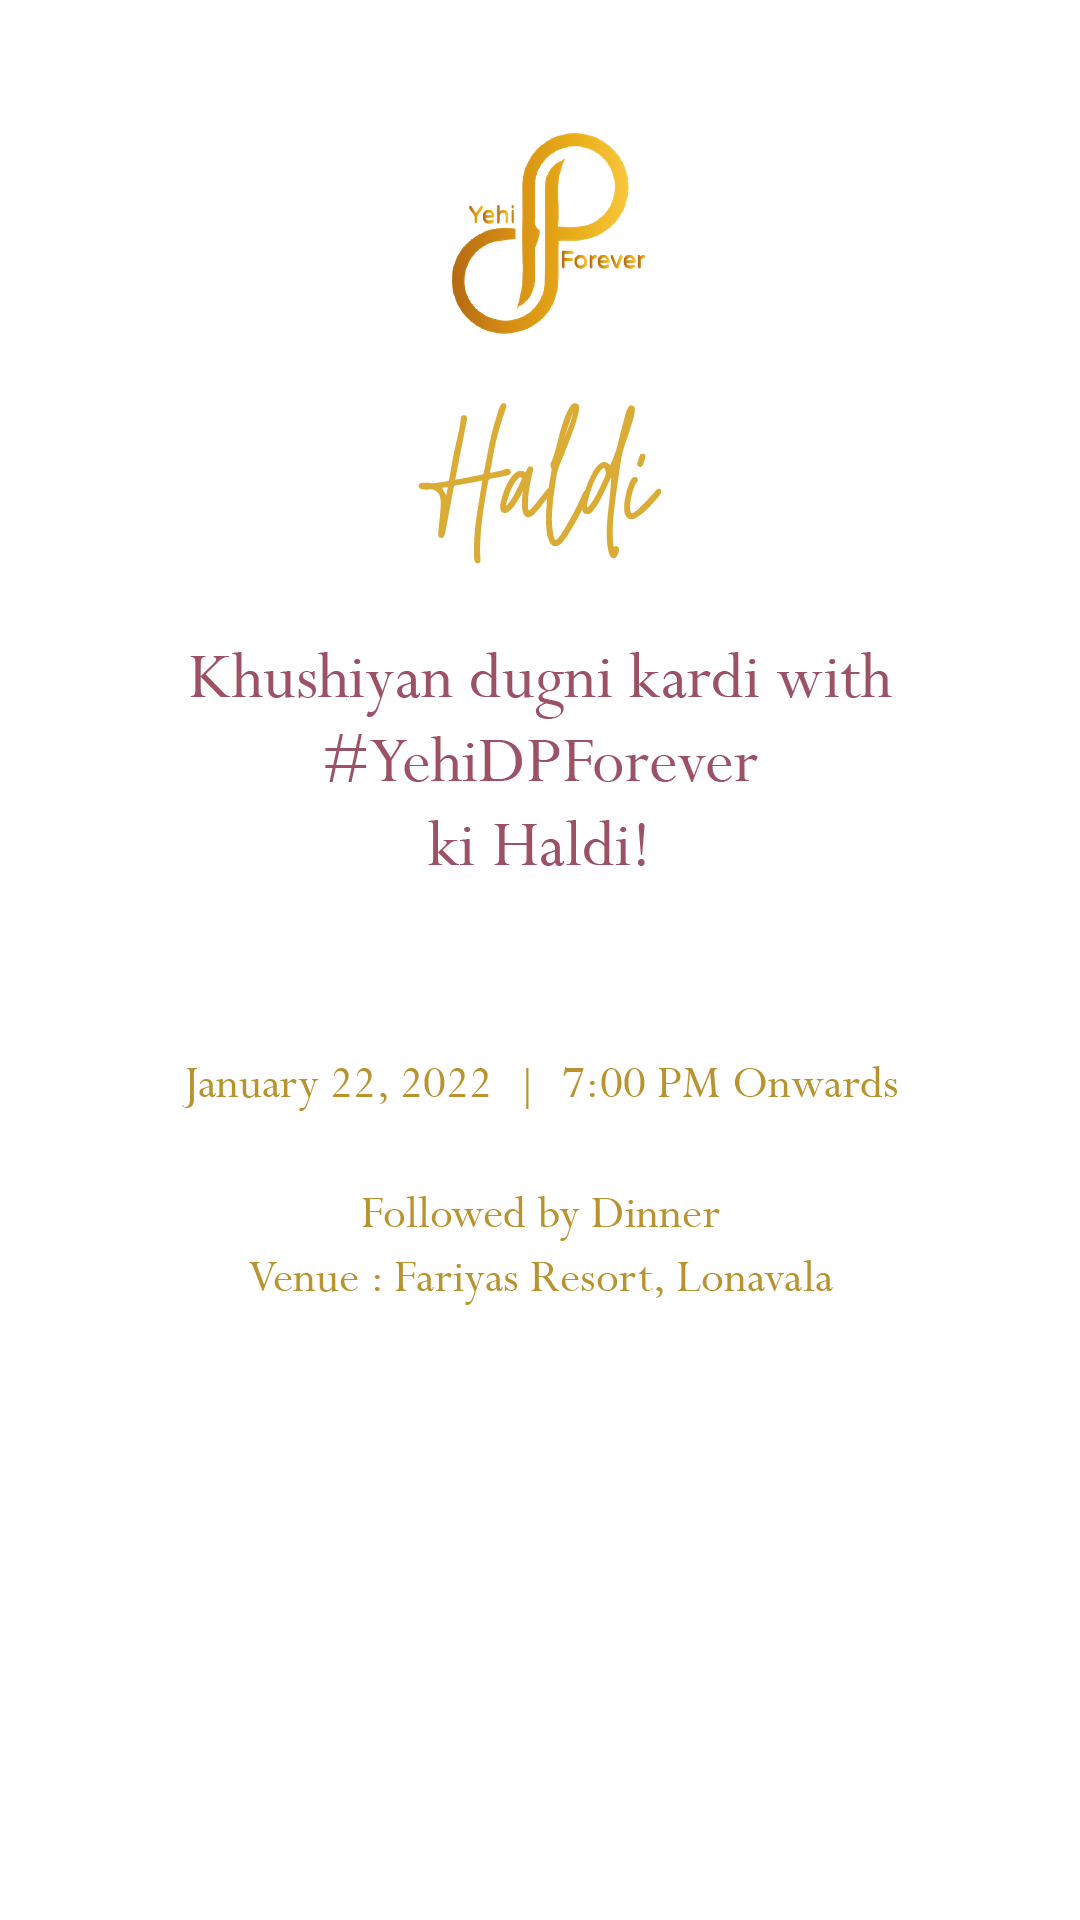 Yehi
Forever
Haldi
Khushiyan dugni kardi with
#YehiDPForever
ki Haldi!
January 22, 2022 | 7:00 PM Onwards
Followed by Dinner
Venue : Fariyas Resort, Lonavala